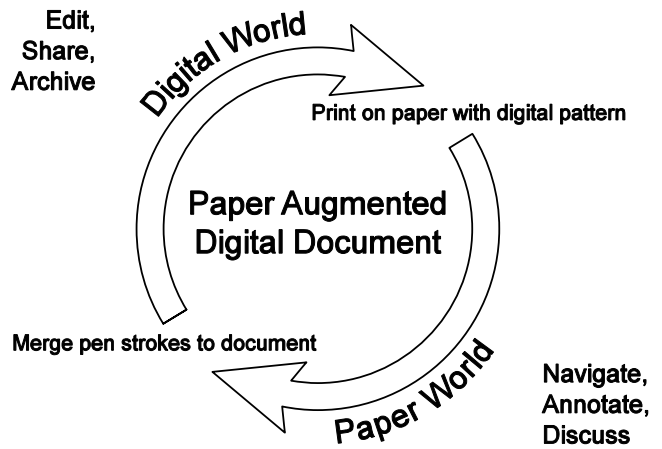 Edit,
Share,
Archive
Digital World
Print on paper with digital pattern
Paper Augmented
Digital Document
Merge pen strokes to document
Paper World
Navigate,
Annotate,
Discuss